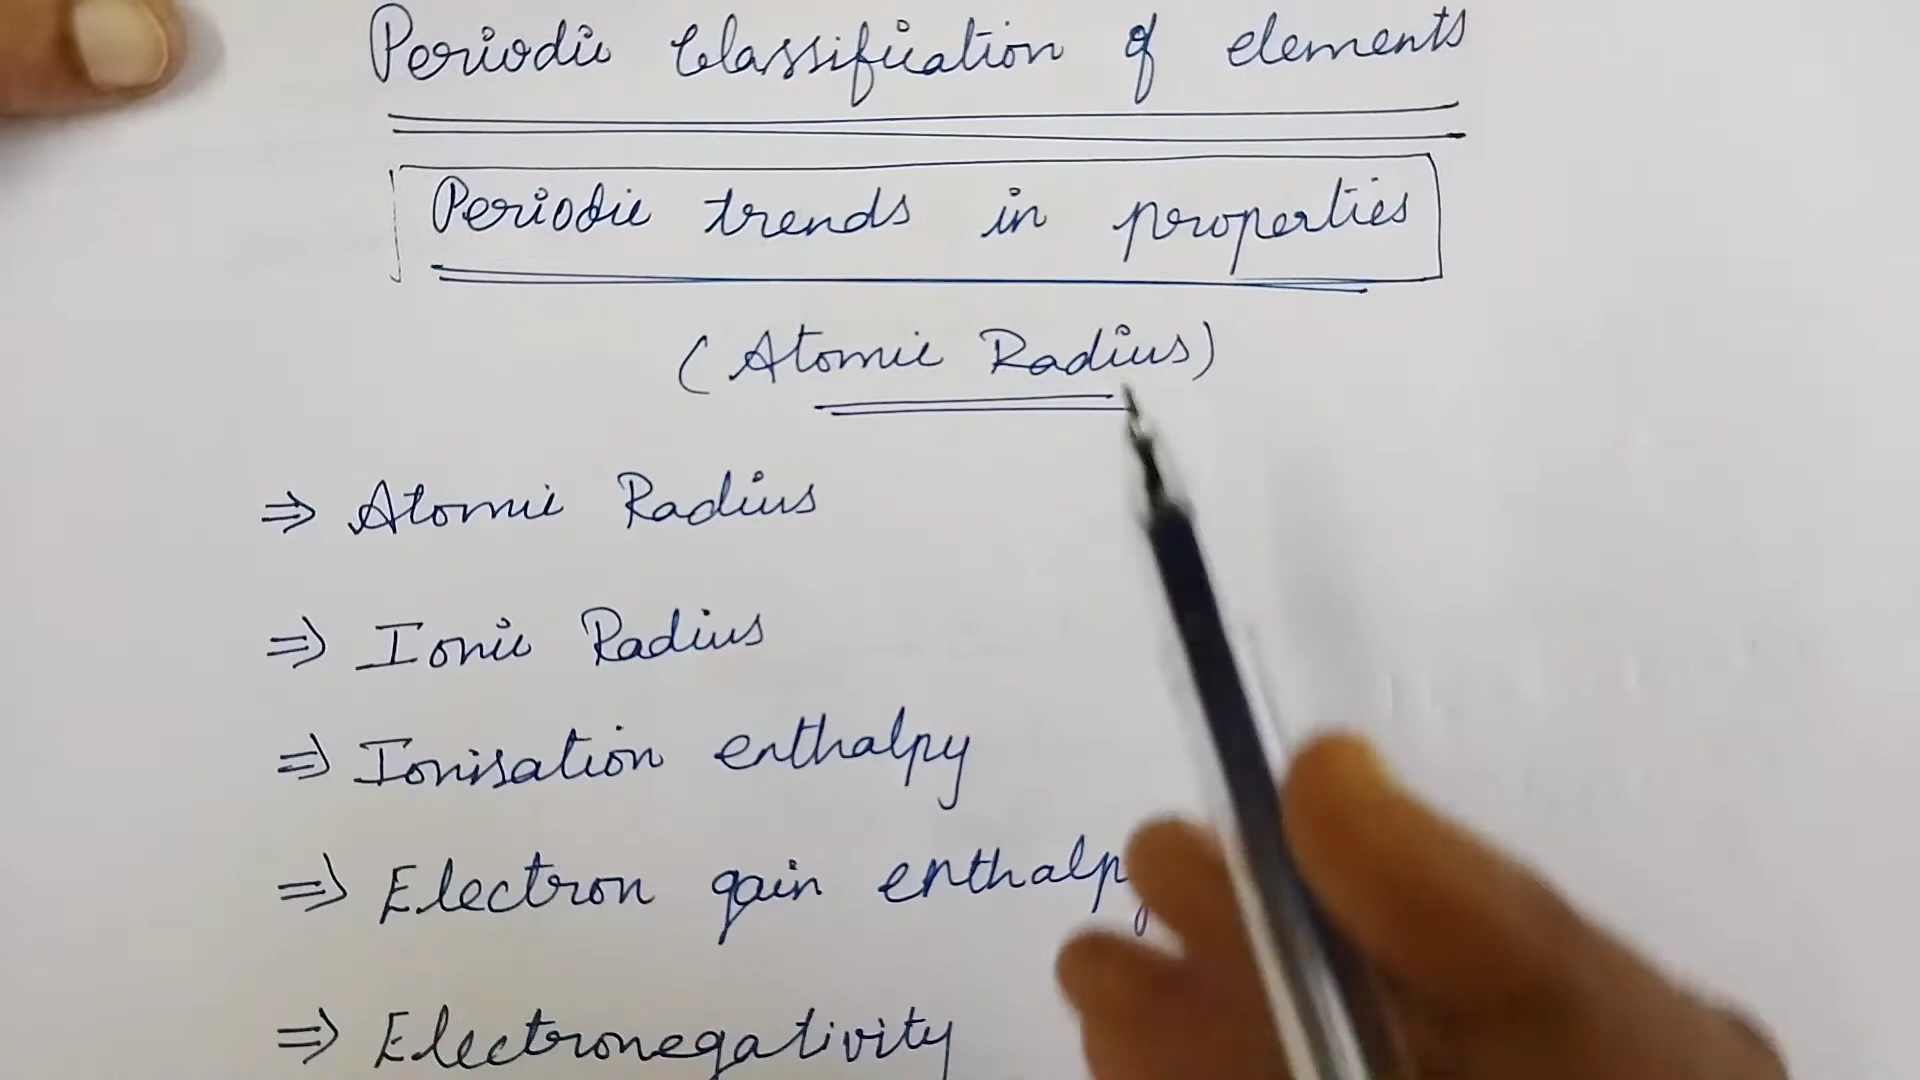 Periodic Classification of elements
Periodic trends in properties
(Atomic Radius)
⇒ Atomic Radius
⇒ Ionic Radius
⇒ Ionisation enthalpy
⇒ Electron gain enthalpy
⇒ Electronegativity